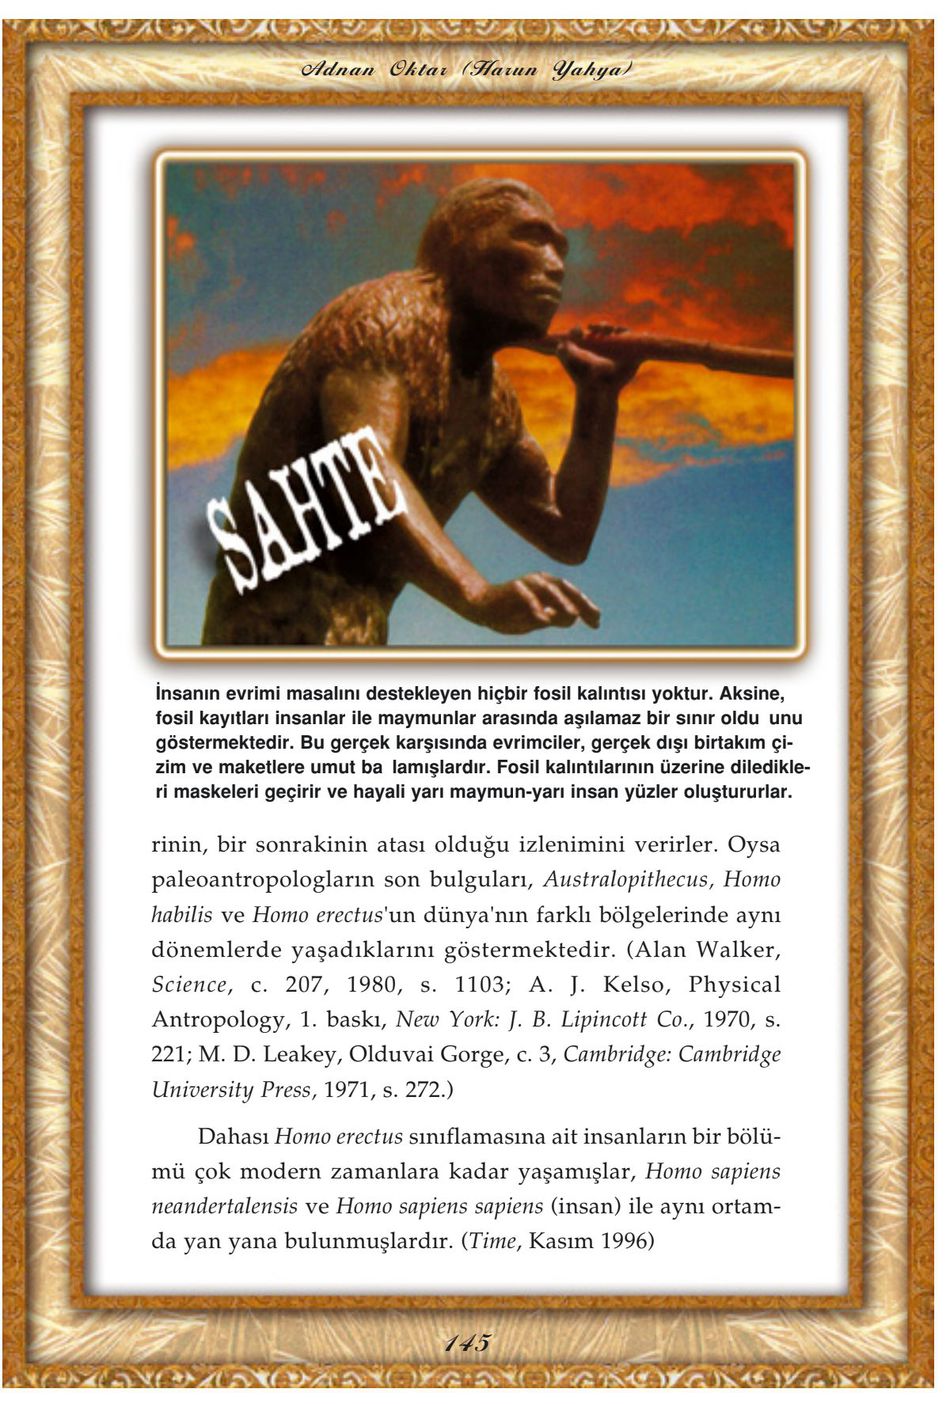 Adnan Oktar (Harun Yahya)
SAHTE
İnsanın evrimi masalını destekleyen hiçbir fosil kalıntısı yoktur. Aksine,
fosil kayıtları insanlar ile maymunlar arasında aşılamaz bir sınır oldu unu
göstermektedir. Bu gerçek karşısında evrimciler, gerçek dışı birtakım çi-
zim ve maketlere umut ba lamışlardır. Fosil kalıntılarının üzerine diledikle-
ri maskeleri geçirir ve hayali yarı maymun-yarı insan yüzler oluştururlar.
rinin, bir sonrakinin atası olduğu izlenimini verirler. Oysa
paleoantropologların son bulguları, Australopithecus, Homo
habilis ve Homo erectus'un dünya'nın farklı bölgelerinde aynı
dönemlerde yaşadıklarını göstermektedir. (Alan Walker,
Science, c. 207, 1980, s. 1103; A. J. Kelso, Physical
Antropology, 1. baskı, New York: J. B. Lipincott Co., 1970, s.
221; M. D. Leakey, Olduvai Gorge, c. 3, Cambridge: Cambridge
University Press, 1971, s. 272.)
Dahası Homo erectus sınıflamasına ait insanların bir bölü-
mü çok modern zamanlara kadar yaşamışlar, Homo sapiens
neandertalensis ve Homo sapiens sapiens (insan) ile aynı ortam-
da yan yana bulunmuşlardır. (Time, Kasım 1996)
145